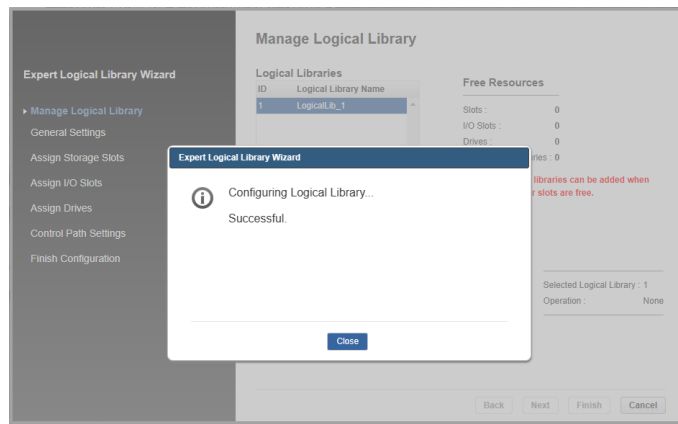 Manage Logical Library
Expert Logical Library Wizard
▸ Manage Logical Library
General Settings
Assign Storage Slots
Assign I/O Slots
Assign Drives
Control Path Settings
Finish Configuration
Logical Libraries
ID Logical Library Name
1 LogicalLib_1
Free Resources
Slots : 0
I/O Slots : 0
Drives : 0
ries : 0
libraries can be added when
r slots are free.
Expert Logical Library Wizard
Configuring Logical Library...
Successful.
Close
Selected Logical Library : 1
Operation : None
Back Next Finish Cancel